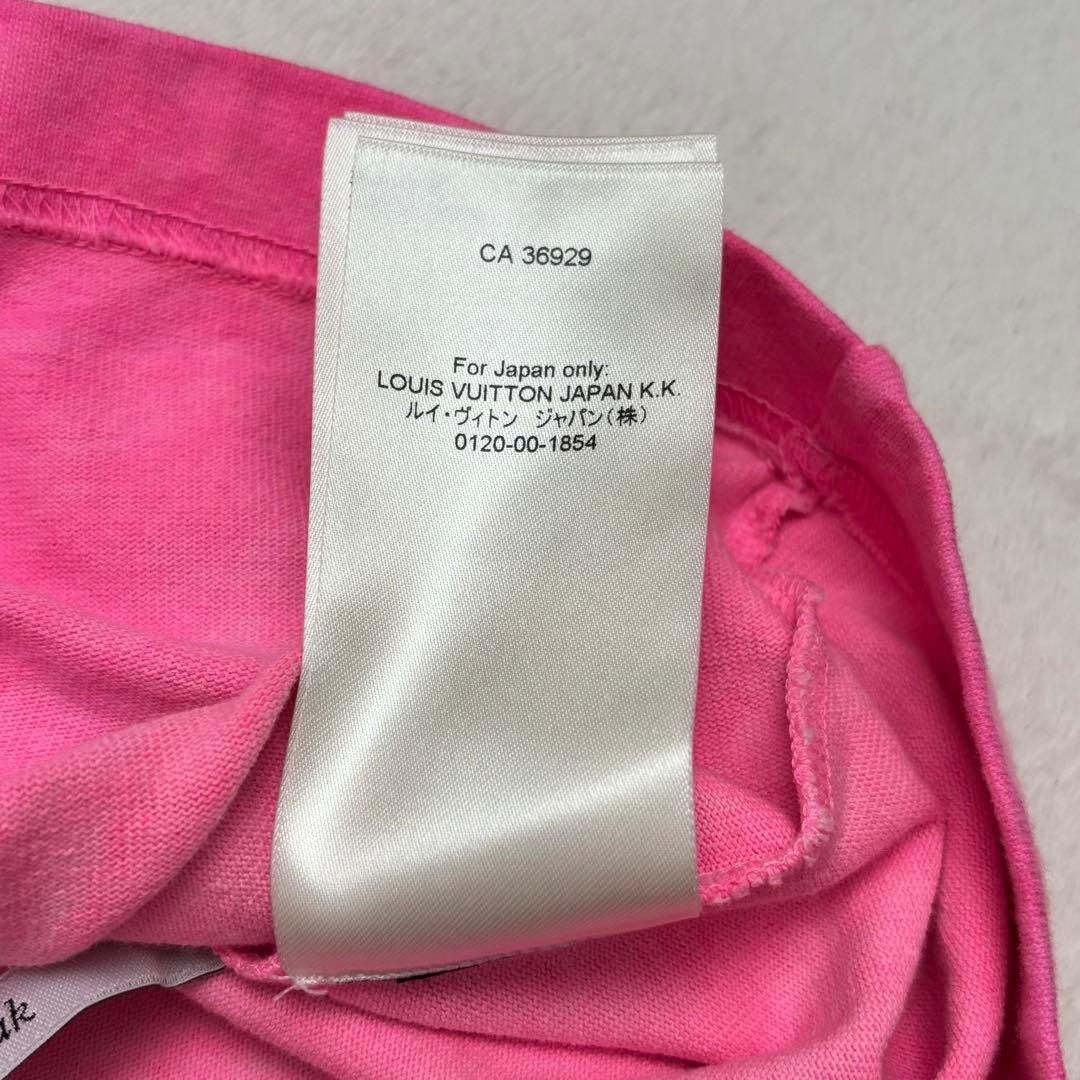 CA 36929
For Japan only:
LOUIS VUITTON JAPAN K.K.
ルイ・ヴィトン ジャパン(株)
0120-00-1854